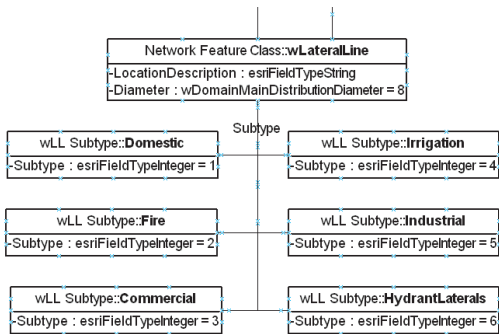 Network Feature Class::wLateralLine
-LocationDescription : esriFieldTypeString
-Diameter : wDomainMainDistributionDiameter = 8
Subtype
wLL Subtype::Domestic
-Subtype : esriFieldTypeInteger = 1
wLL Subtype::Irrigation
-Subtype : esriFieldTypeInteger = 4
wLL Subtype::Fire
-Subtype : esriFieldTypeInteger = 2
wLL Subtype::Industrial
-Subtype : esriFieldTypeInteger = 5
wLL Subtype::Commercial
-Subtype : esriFieldTypeInteger = 3
wLL Subtype::HydrantLaterals
-Subtype : esriFieldTypeInteger = 6